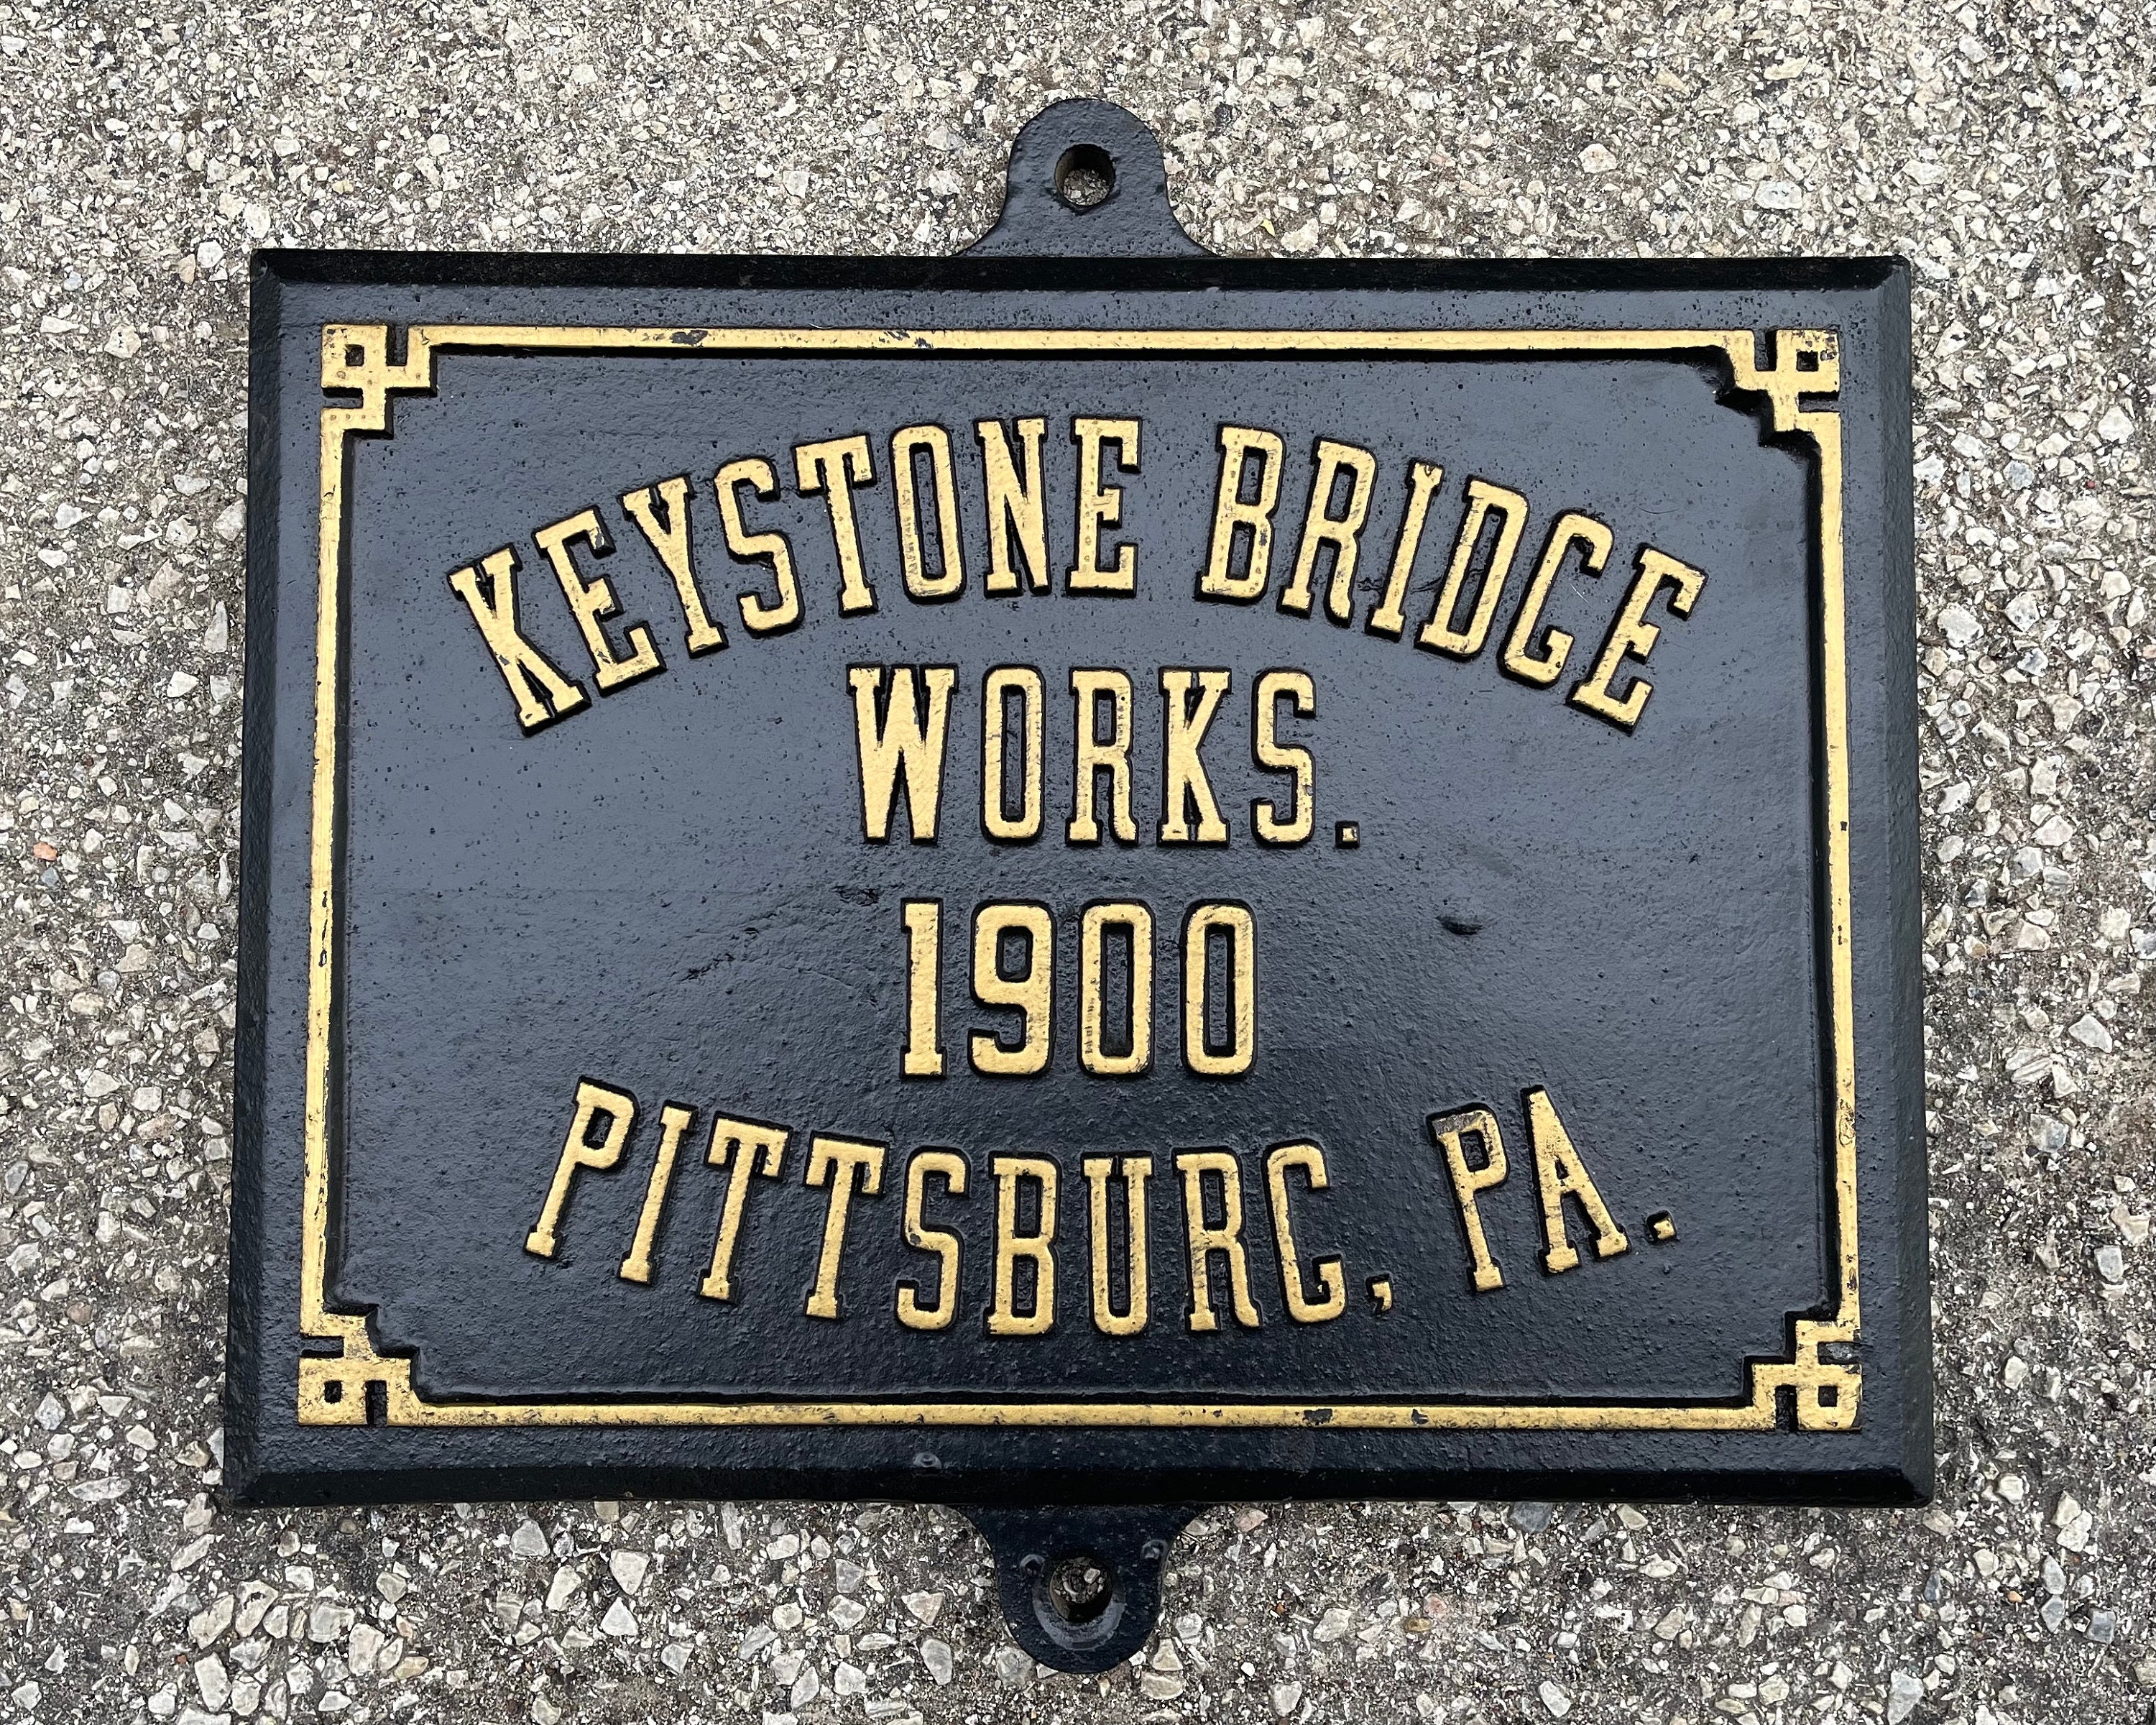 KEYSTONE BRIDGE
WORKS.
1900
PITTSBURG, PA.